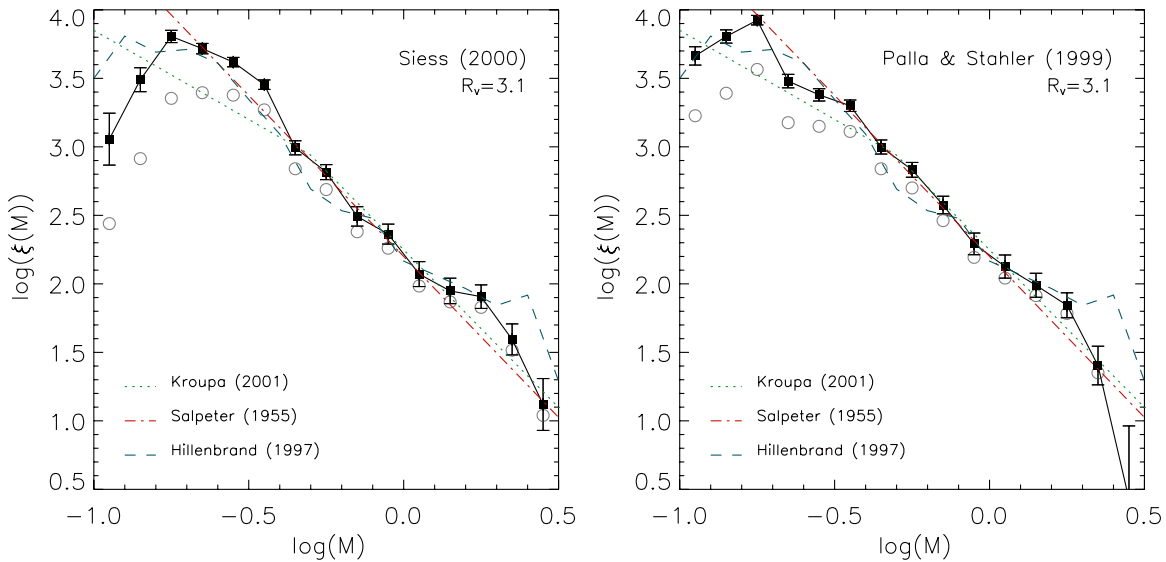 Siess (2000)
Rv=3.1
4.0
3.5
3.0
2.5
2.0
1.5
1.0
0.5
log(ξ(M))
Kroupa (2001)
Salpeter (1955)
Hillenbrand (1997)
−1.0 −0.5 0.0 0.5
log(M)
Palla & Stahler (1999)
Rv=3.1
4.0
3.5
3.0
2.5
2.0
1.5
1.0
0.5
log(ξ(M))
Kroupa (2001)
Salpeter (1955)
Hillenbrand (1997)
−1.0 −0.5 0.0 0.5
log(M)